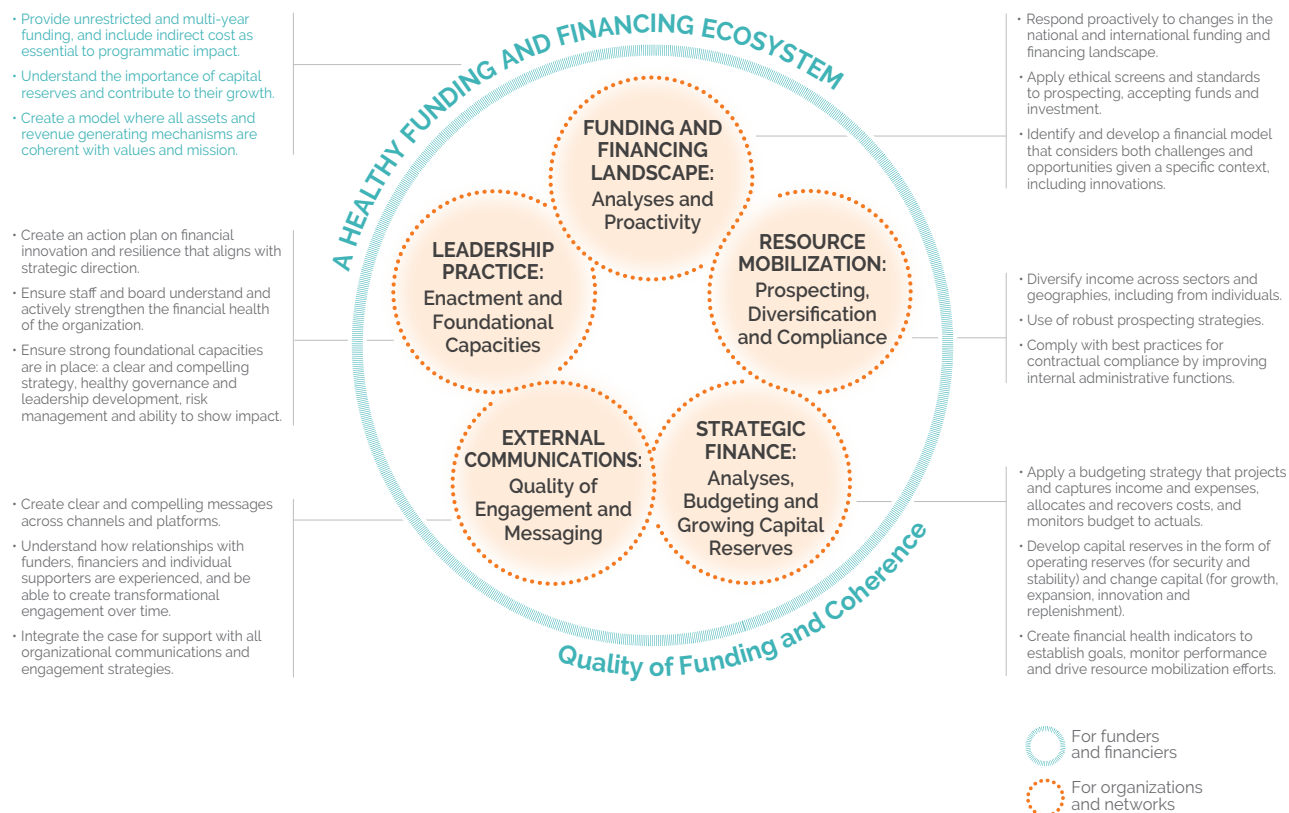 • Provide unrestricted and multi-year
funding, and include indirect cost as
essential to programmatic impact.
• Understand the importance of capital
reserves and contribute to their growth.
• Create a model where all assets and
revenue generating mechanisms are
coherent with values and mission.
• Create an action plan on financial
innovation and resilience that aligns with
strategic direction.
• Ensure staff and board understand and
actively strengthen the financial health
of the organization.
• Ensure strong foundational capacities
are in place: a clear and compelling
strategy, healthy governance and
leadership development, risk
management and ability to show impact.
• Create clear and compelling messages
across channels and platforms.
• Understand how relationships with
funders, financiers and individual
supporters are experienced, and be
able to create transformational
engagement over time.
• Integrate the case for support with all
organizational communications and
engagement strategies.
A HEALTHY FUNDING AND FINANCING ECOSYSTEM
FUNDING AND
FINANCING
LANDSCAPE:
Analyses and
Proactivity
LEADERSHIP
PRACTICE:
Enactment and
Foundational
Capacities
RESOURCE
MOBILIZATION:
Prospecting,
Diversification
and Compliance
EXTERNAL
COMMUNICATIONS:
Quality of
Engagement and
Messaging
STRATEGIC
FINANCE:
Analyses,
Budgeting and
Growing Capital
Reserves
Quality of Funding and Coherence
• Respond proactively to changes in the
national and international funding and
financing landscape.
• Apply ethical screens and standards
to prospecting, accepting funds and
investment.
• Identify and develop a financial model
that considers both challenges and
opportunities given a specific context,
including innovations.
• Diversify income across sectors and
geographies, including from individuals.
• Use of robust prospecting strategies.
• Comply with best practices for
contractual compliance by improving
internal administrative functions.
• Apply a budgeting strategy that projects
and captures income and expenses,
allocates and recovers costs, and
monitors budget to actuals.
• Develop capital reserves in the form of
operating reserves (for security and
stability) and change capital (for growth,
expansion, innovation and
replenishment).
• Create financial health indicators to
establish goals, monitor performance
and drive resource mobilization efforts.
For funders
and financiers
For organizations
and networks